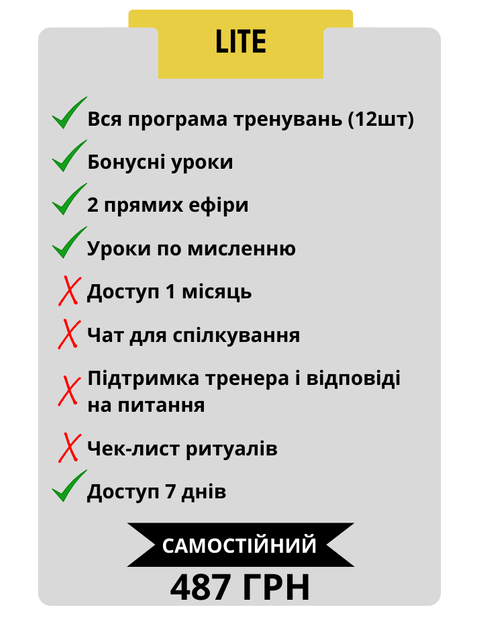 LITE
Вся програма тренувань (12шт)
Бонусні уроки
2 прямих ефіри
Уроки по мисленню
Доступ 1 місяць
Чат для спілкування
Підтримка тренера і відповіді
на питання
Чек-лист ритуалів
Доступ 7 днів
САМОСТІЙНИЙ
487 ГРН